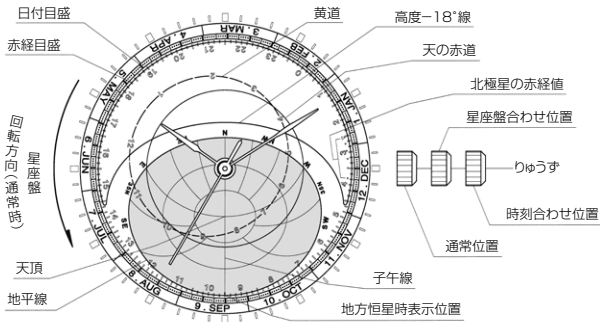 日付目盛
赤経目盛
黄道
高度−18°線
天の赤道
北極星の赤経値
星座盤合わせ位置
りゅうず
時刻合わせ位置
通常位置
子午線
地方恒星時表示位置
天頂
地平線
星座盤
回転方向(通常時)
1 JAN
2 FEB
3 MAR
4 APR
5 MAY
6 JUN
7 JUL
8 AUG
9 SEP
10 OCT
11 NOV
12 DEC
N
E
W
SE
SW